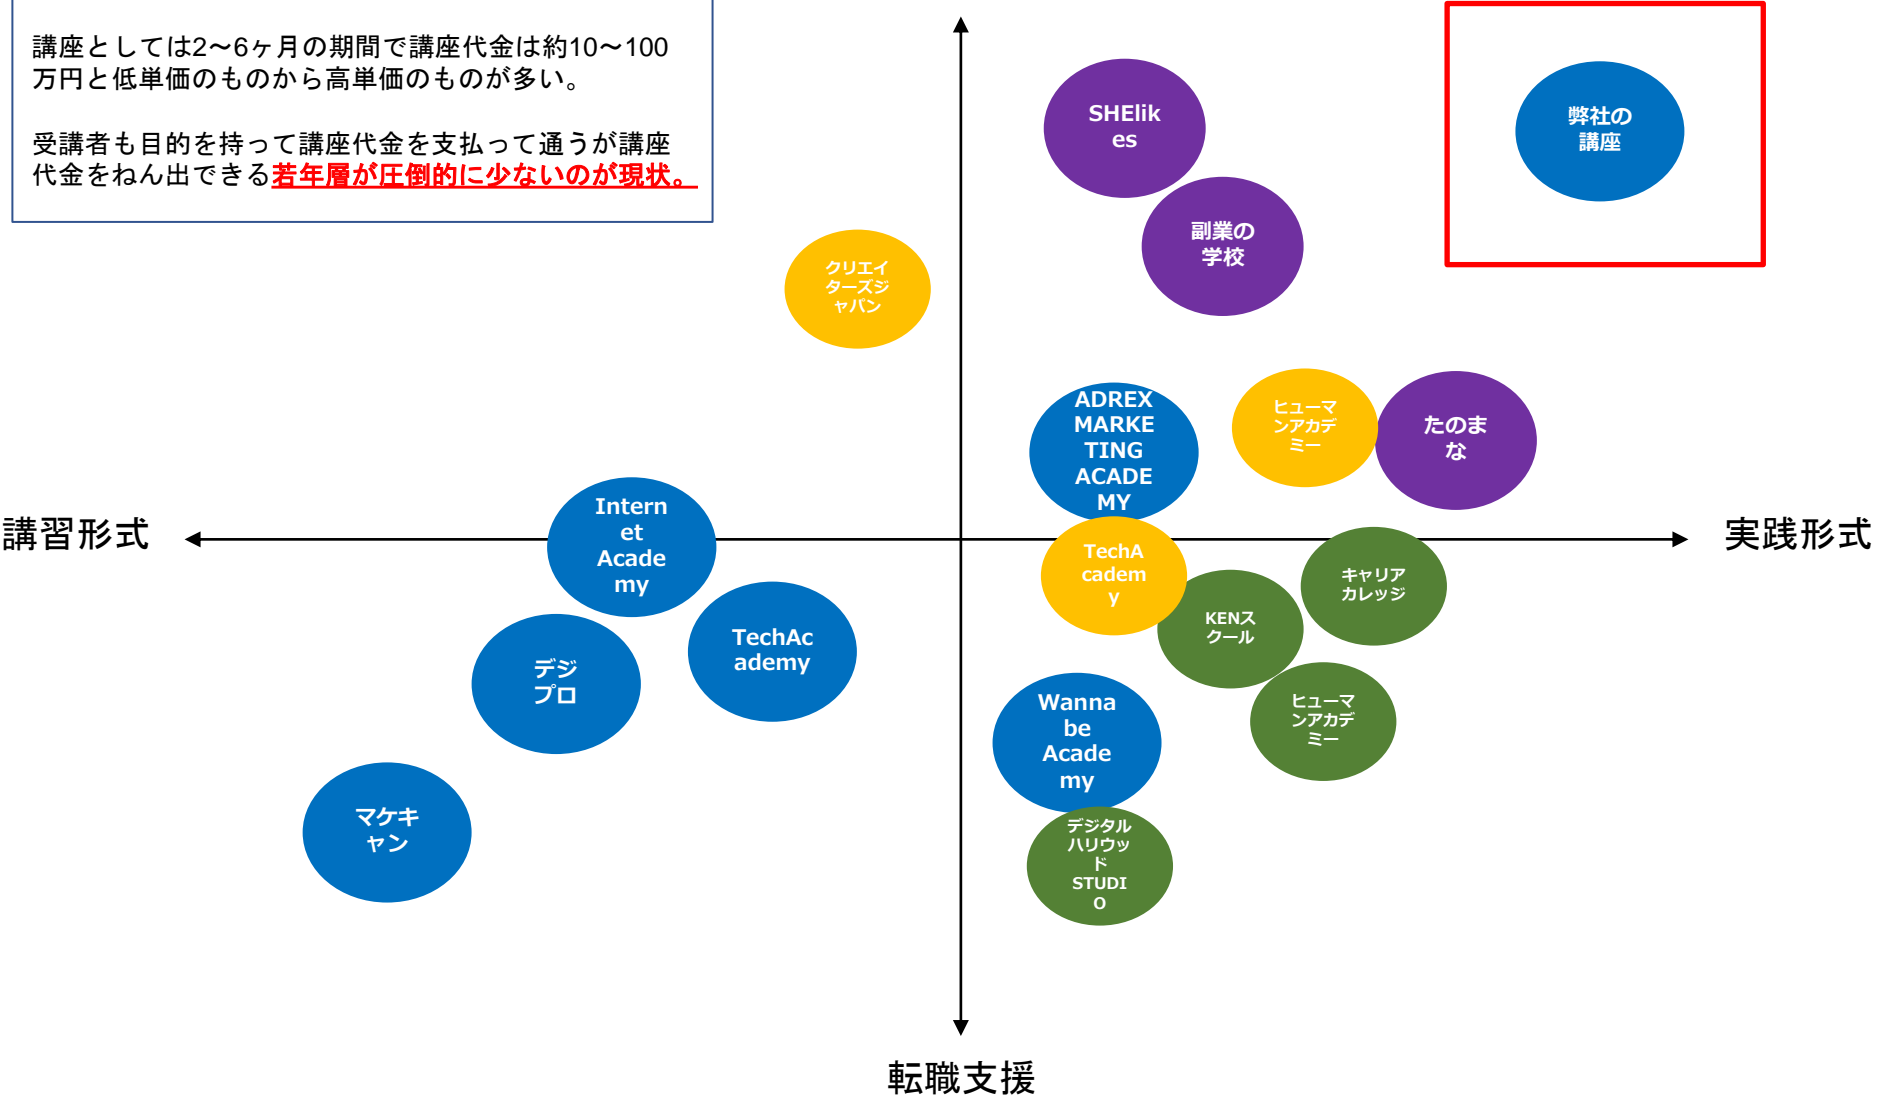 講座としては2～6ヶ月の期間で講座代金は約10～100
万円と低単価のものから高単価のものが多い。
受講者も目的を持って講座代金を支払って通うが講座
代金をねん出できる若年層が圧倒的に少ないのが現状。
SHElik
es
弊社の
講座
副業の
学校
クリエイ
ターズジ
ャパン
ADREX
MARKE
TING
ACADE
MY
ヒューマ
ンアカデ
ミー
たのま
な
講習形式
Intern
et
Acade
my
実践形式
TechA
cadem
y
キャリア
カレッジ
KENス
クール
TechAc
ademy
デジ
プロ
Wanna
be
Acade
my
ヒューマ
ンアカデ
ミー
マケキ
ャン
デジタル
ハリウッ
ド
STUDI
O
転職支援